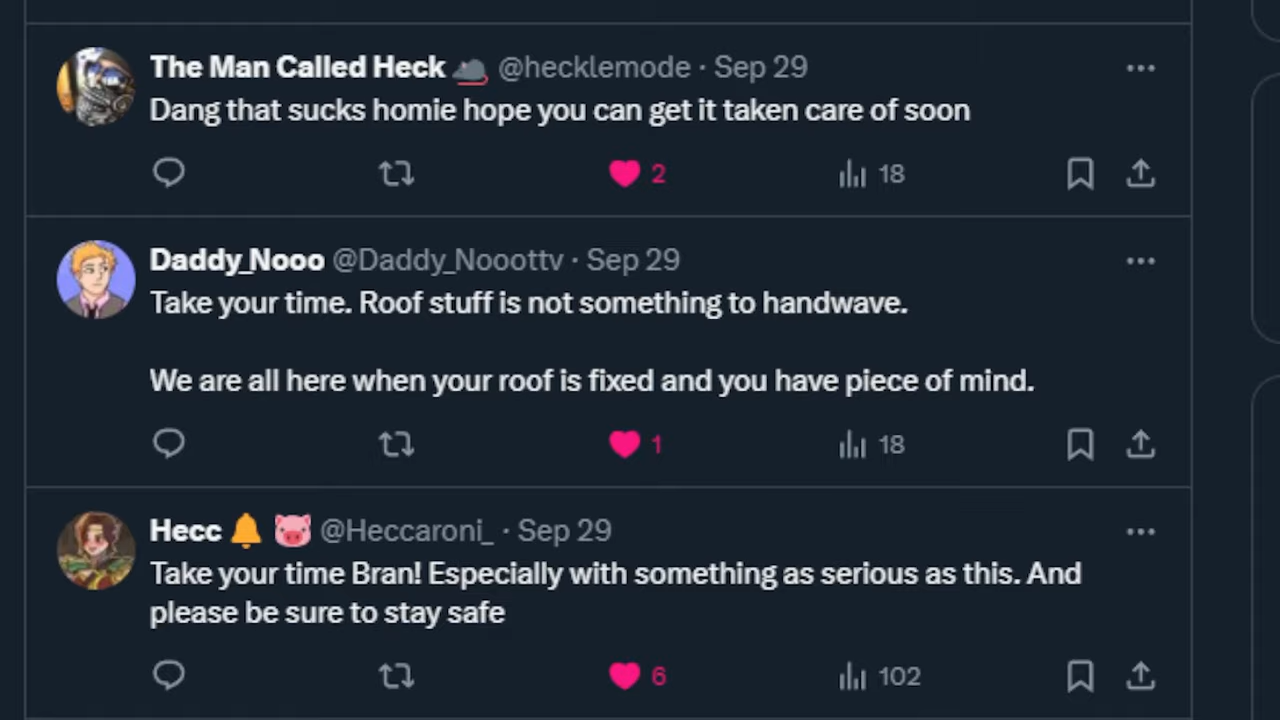 The Man Called Heck @hecklemode · Sep 29
Dang that sucks homie hope you can get it taken care of soon
2 18
Daddy_Nooo @Daddy_Nooottv · Sep 29
Take your time. Roof stuff is not something to handwave.
We are all here when your roof is fixed and you have piece of mind.
1 18
Hecc @Heccaroni_ · Sep 29
Take your time Bran! Especially with something as serious as this. And
please be sure to stay safe
6 102